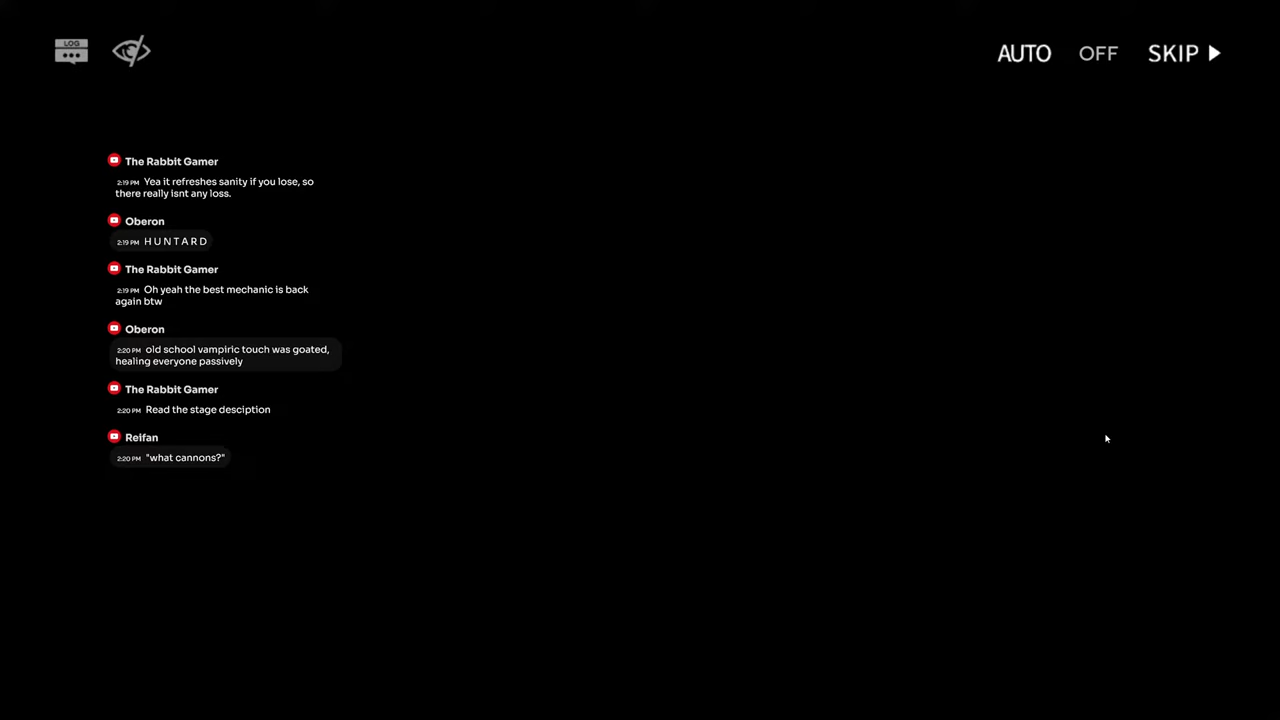 LOG
AUTO OFF SKIP
The Rabbit Gamer
2:19 PM Yea it refreshes sanity if you lose, so
there really isnt any loss.
Oberon
2:19 PM H U N T A R D
The Rabbit Gamer
2:19 PM Oh yeah the best mechanic is back
again btw
Oberon
2:20 PM old school vampiric touch was goated,
healing everyone passively
The Rabbit Gamer
2:20 PM Read the stage desciption
Reifan
2:20 PM "what cannons?"